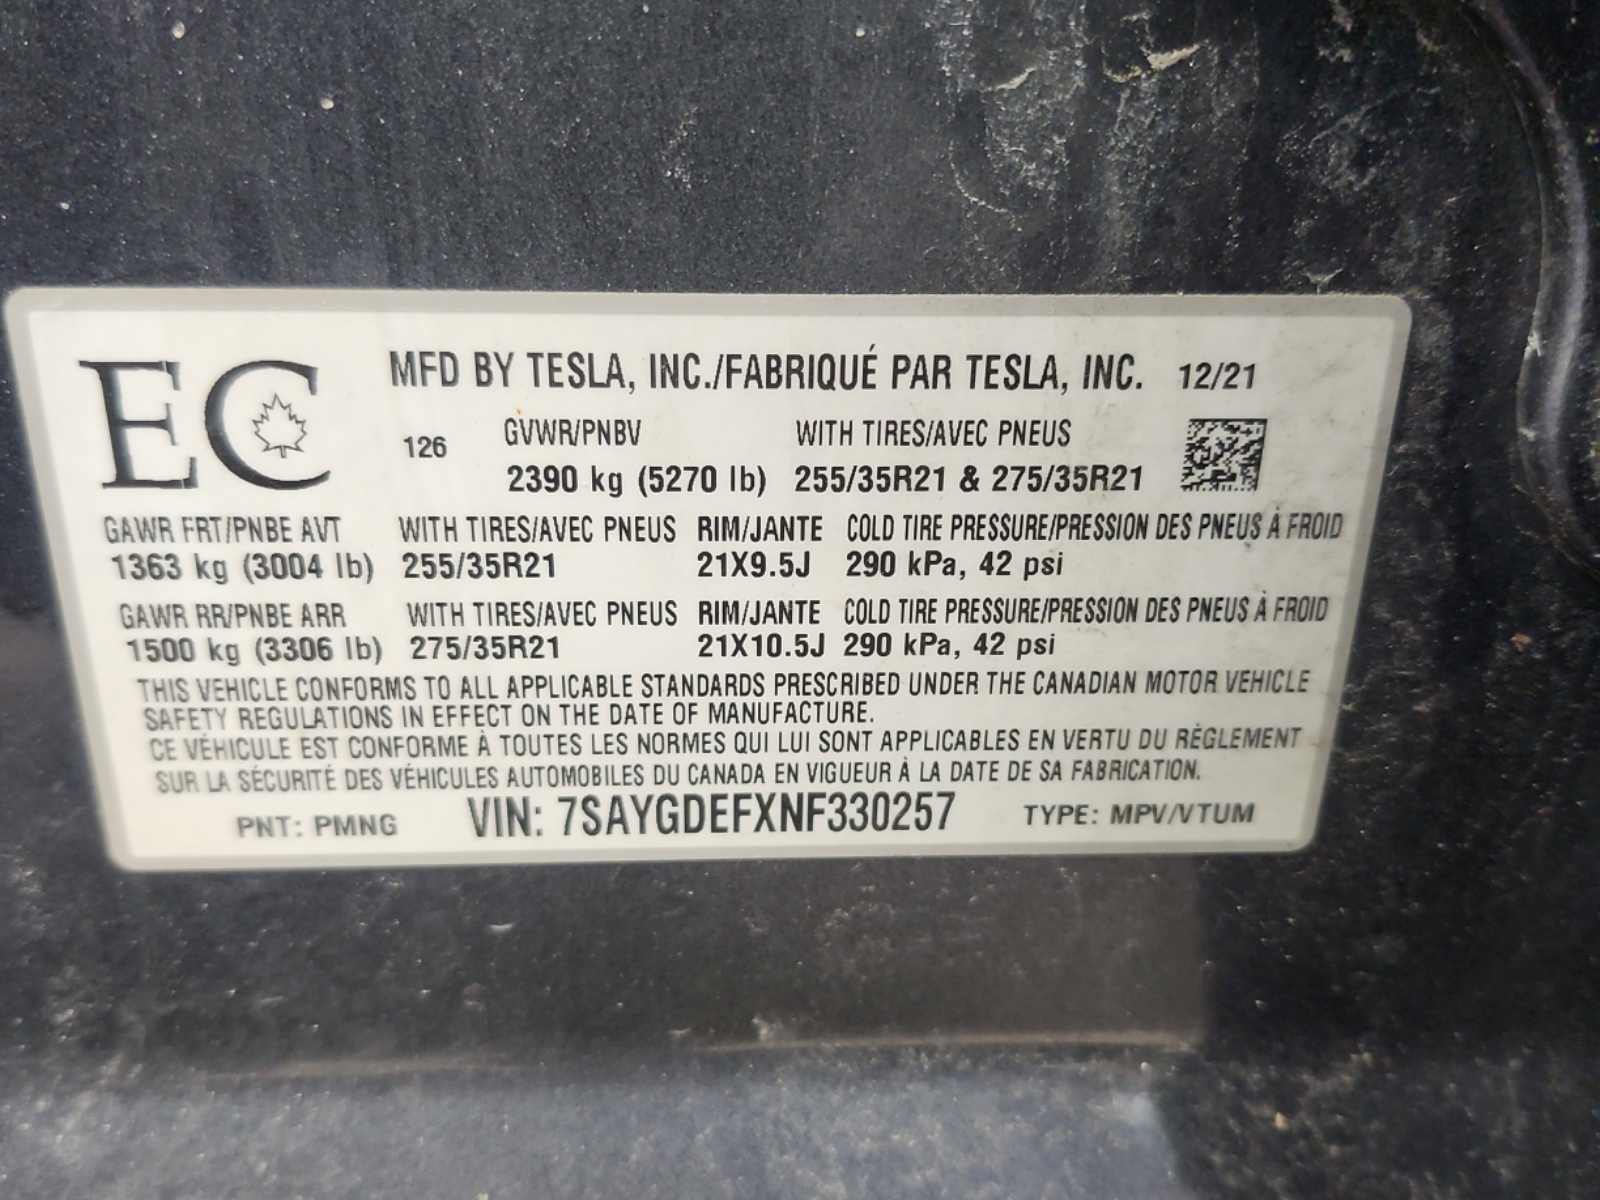 EC MFD BY TESLA, INC./FABRIQUÉ PAR TESLA, INC. 12/21
126 GVWR/PNBV WITH TIRES/AVEC PNEUS
2390 kg (5270 lb) 255/35R21 & 275/35R21
GAWR FRT/PNBE AVT WITH TIRES/AVEC PNEUS RIM/JANTE COLD TIRE PRESSURE/PRESSION DES PNEUS À FROID
1363 kg (3004 lb) 255/35R21 21X9.5J 290 kPa, 42 psi
GAWR RR/PNBE ARR WITH TIRES/AVEC PNEUS RIM/JANTE COLD TIRE PRESSURE/PRESSION DES PNEUS À FROID
1500 kg (3306 lb) 275/35R21 21X10.5J 290 kPa, 42 psi
THIS VEHICLE CONFORMS TO ALL APPLICABLE STANDARDS PRESCRIBED UNDER THE CANADIAN MOTOR VEHICLE
SAFETY REGULATIONS IN EFFECT ON THE DATE OF MANUFACTURE.
CE VÉHICULE EST CONFORME À TOUTES LES NORMES QUI LUI SONT APPLICABLES EN VERTU DU RÈGLEMENT
SUR LA SÉCURITÉ DES VÉHICULES AUTOMOBILES DU CANADA EN VIGUEUR À LA DATE DE SA FABRICATION.
PNT: PMNG VIN: 7SAYGDEFXNF330257 TYPE: MPV/VTUM